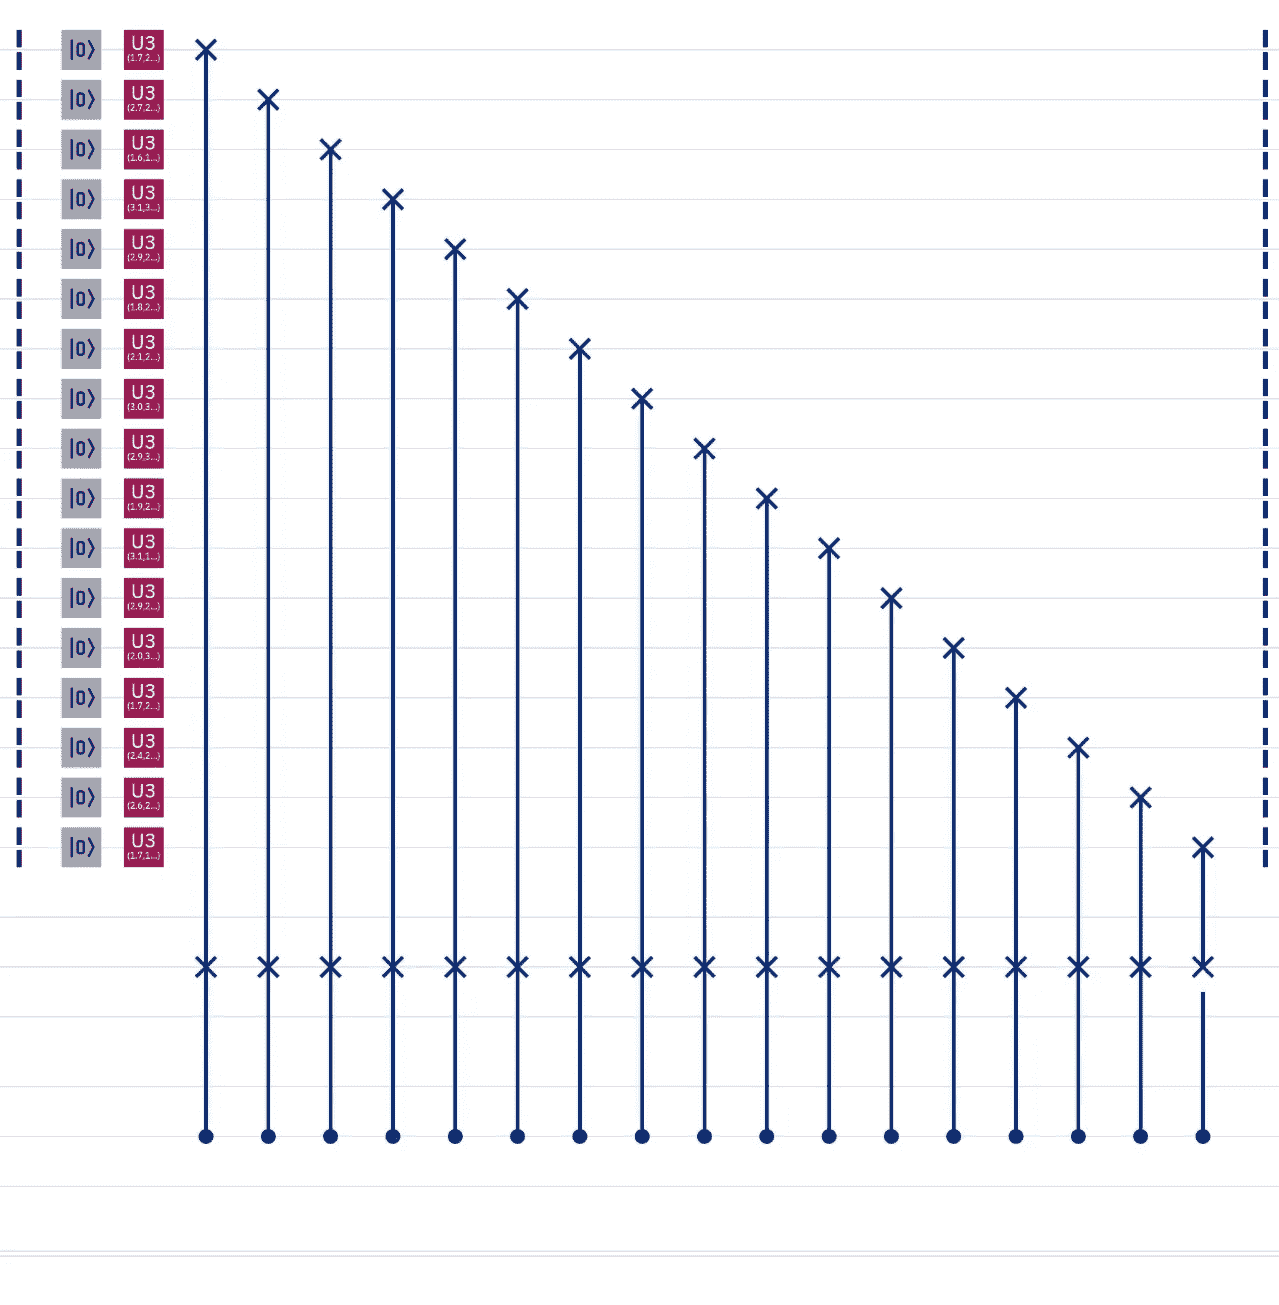 |0⟩ U3
(1.7,2...)
|0⟩ U3
(2.7,2...)
|0⟩ U3
(1.6,1...)
|0⟩ U3
(3.1,3...)
|0⟩ U3
(2.9,2...)
|0⟩ U3
(1.8,2...)
|0⟩ U3
(2.1,2...)
|0⟩ U3
(3.0,3...)
|0⟩ U3
(2.9,3...)
|0⟩ U3
(1.9,2...)
|0⟩ U3
(3.1,1...)
|0⟩ U3
(2.9,2...)
|0⟩ U3
(2.0,3...)
|0⟩ U3
(1.7,2...)
|0⟩ U3
(2.4,2...)
|0⟩ U3
(2.6,2...)
|0⟩ U3
(1.7,1...)